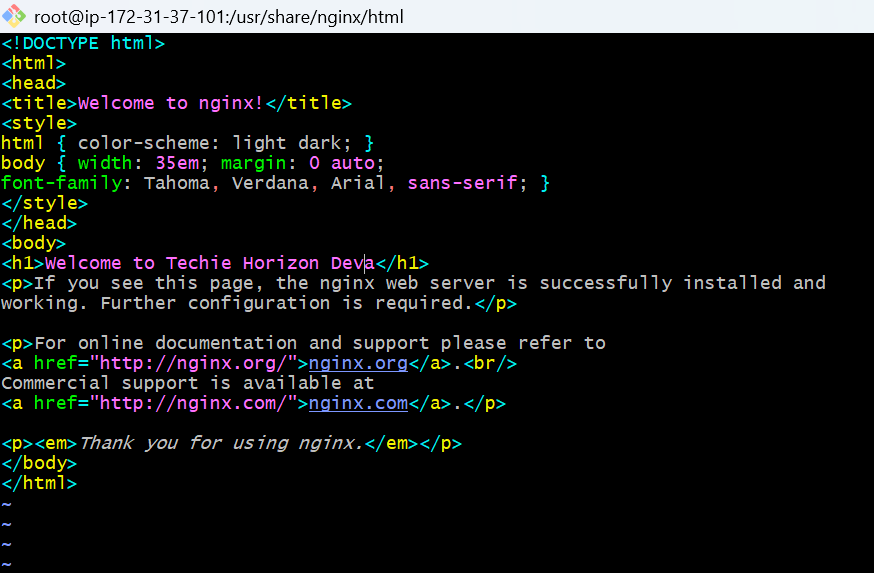 root@ip-172-31-37-101:/usr/share/nginx/html
<!DOCTYPE html>
<html>
<head>
<title>Welcome to nginx!</title>
<style>
html { color-scheme: light dark; }
body { width: 35em; margin: 0 auto;
font-family: Tahoma, Verdana, Arial, sans-serif; }
</style>
</head>
<body>
<h1>Welcome to Techie Horizon Deva</h1>
<p>If you see this page, the nginx web server is successfully installed and
working. Further configuration is required.</p>
<p>For online documentation and support please refer to
<a href="http://nginx.org/">nginx.org</a>.<br/>
Commercial support is available at
<a href="http://nginx.com/">nginx.com</a>.</p>
<p><em>Thank you for using nginx.</em></p>
</body>
</html>
~
~
~
~